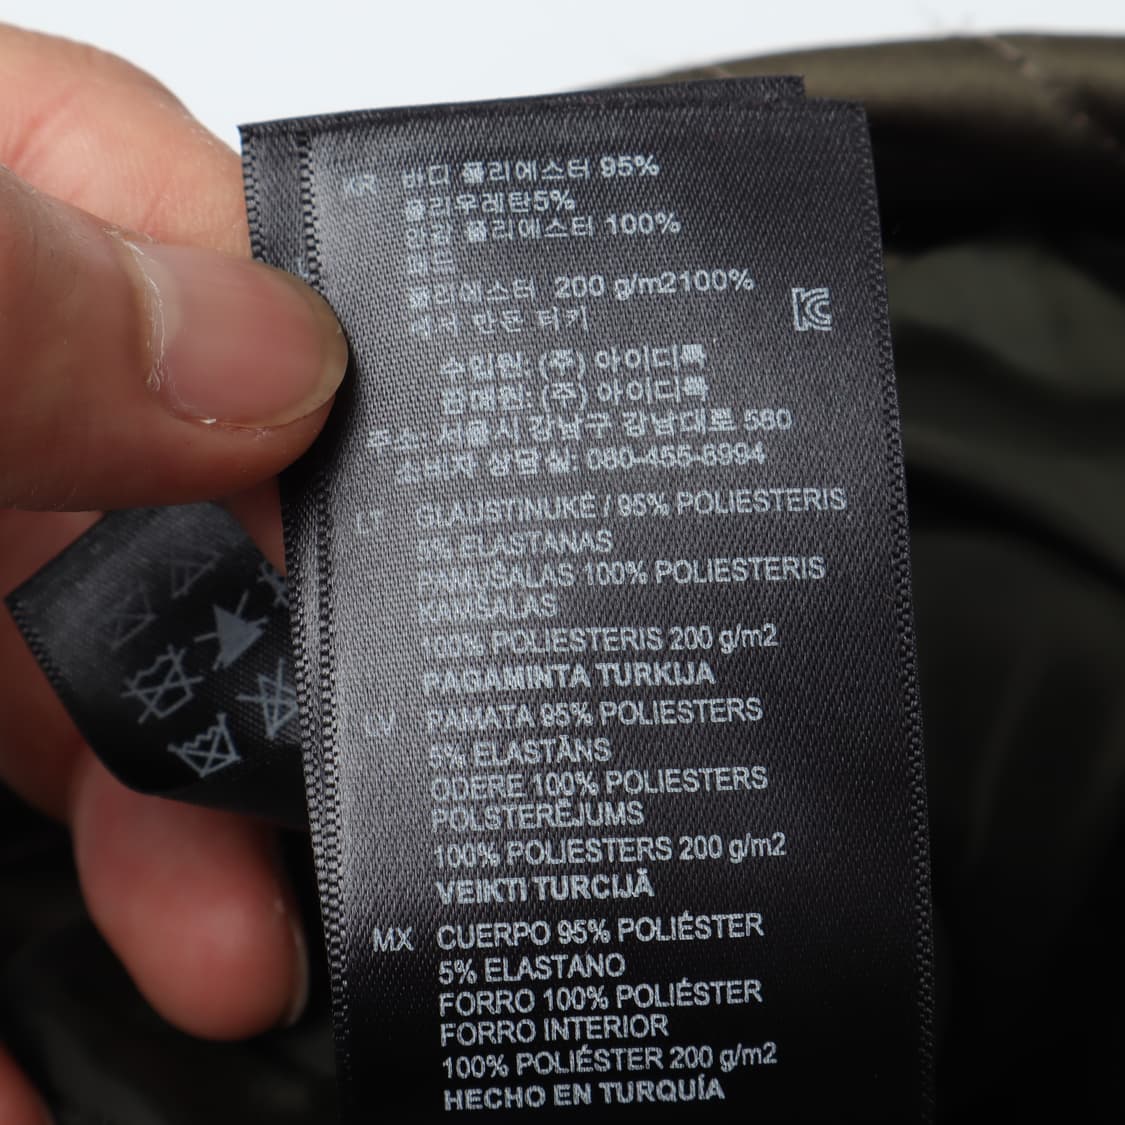 KR 바디 폴리에스터 95%
폴리우레탄5%
안감 폴리에스터 100%
패드
폴리에스터 200 g/m2100%
만든 터키
수입원: (주) 아이디룩
판매원: (주) 아이디룩
주소: 서울시 강남구 강남대로 580
소비자 상담실: 080-455-8994
LT GLAUSTINUKĖ / 95% POLIESTERIS
5% ELASTANAS
PAMUŠALAS 100% POLIESTERIS
KAMŠALAS
100% POLIESTERIS 200 g/m2
PAGAMINTA TURKIJA
LV PAMATA 95% POLIESTERS
5% ELASTĀNS
ODERE 100% POLIESTERS
POLSTERĒJUMS
100% POLIESTERS 200 g/m2
VEIKTI TURCIJĀ
MX CUERPO 95% POLIÉSTER
5% ELASTANO
FORRO 100% POLIÉSTER
FORRO INTERIOR
100% POLIÉSTER 200 g/m2
HECHO EN TURQUÍA